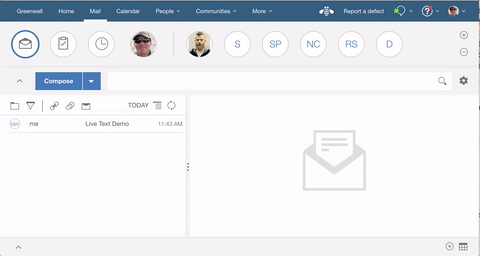 Greenwell Home Mail Calendar People Communities More Report a defect ?
S SP NC RS D
Compose
TODAY
MW me Live Text Demo 11:43 AM